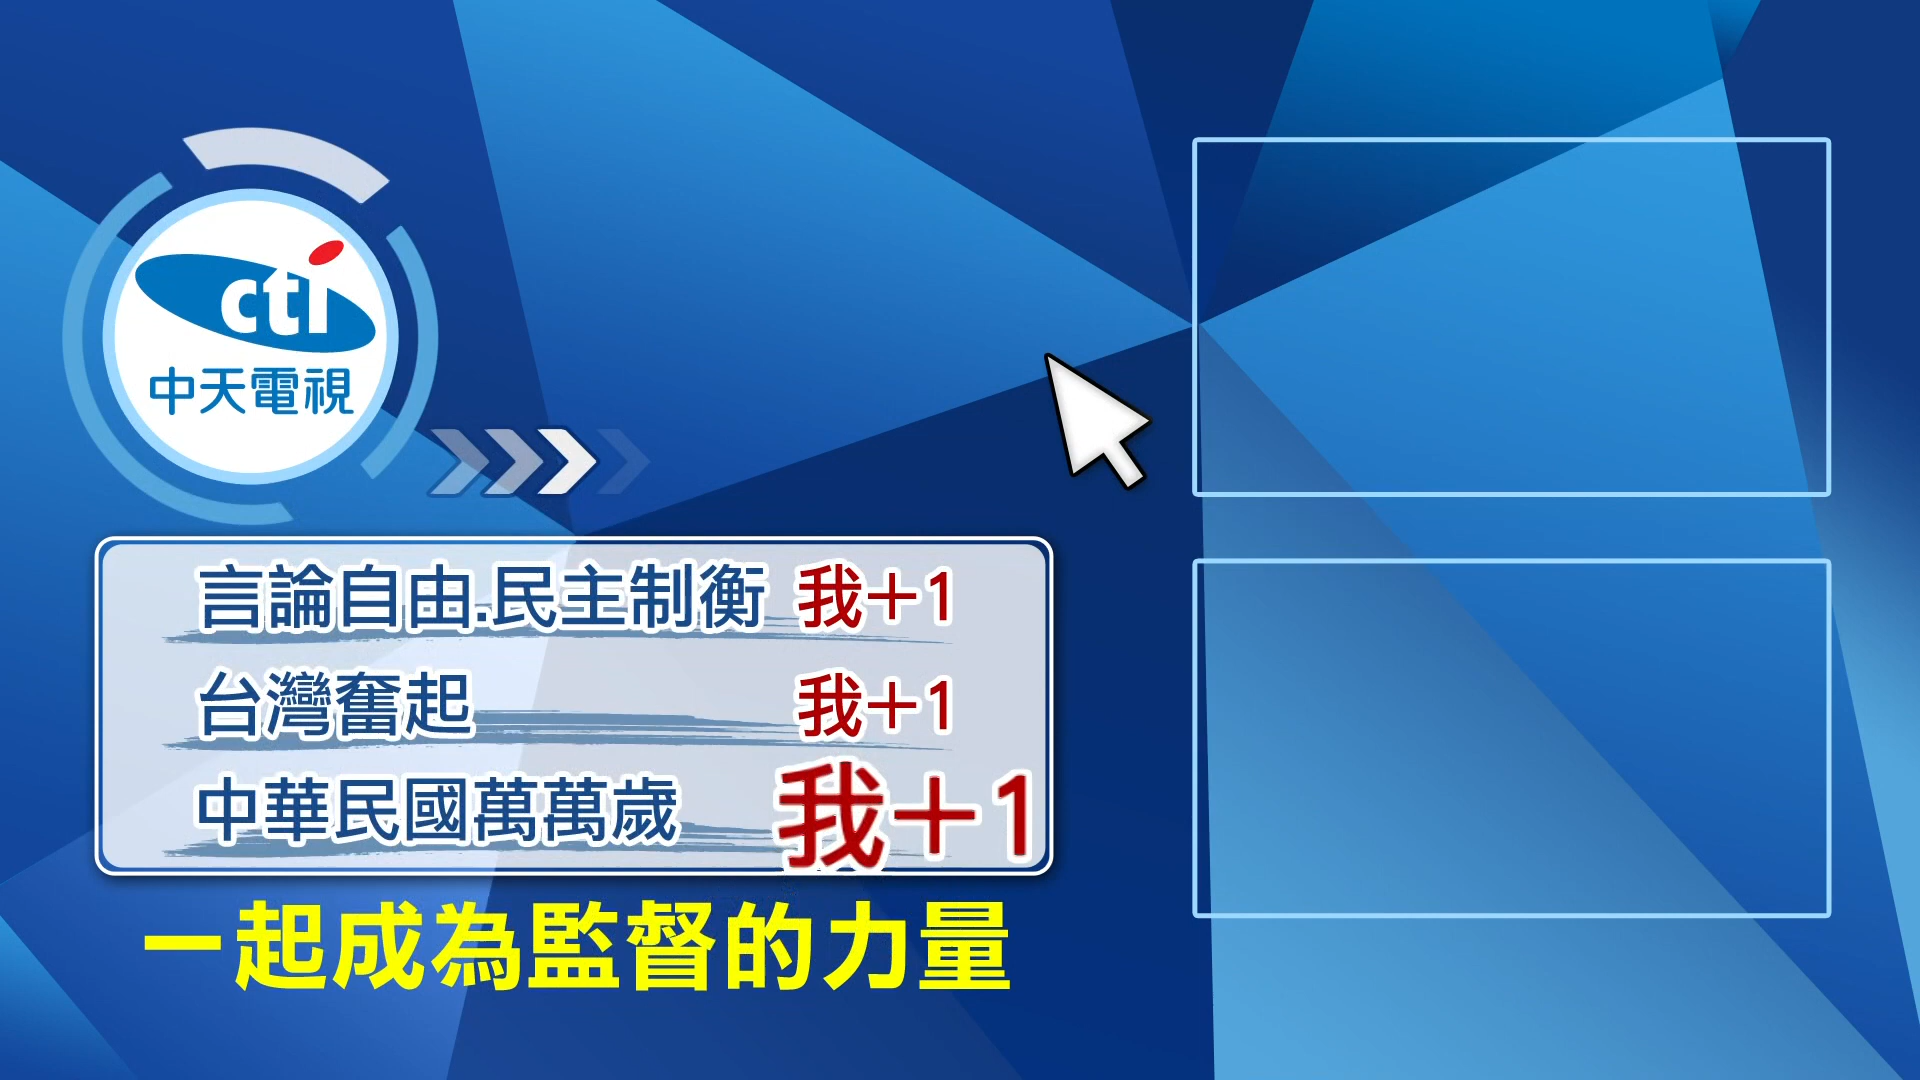 cti
中天電視
言論自由.民主制衡 我+1
台灣奮起 我+1
中華民國萬萬歲 我+1
一起成為監督的力量